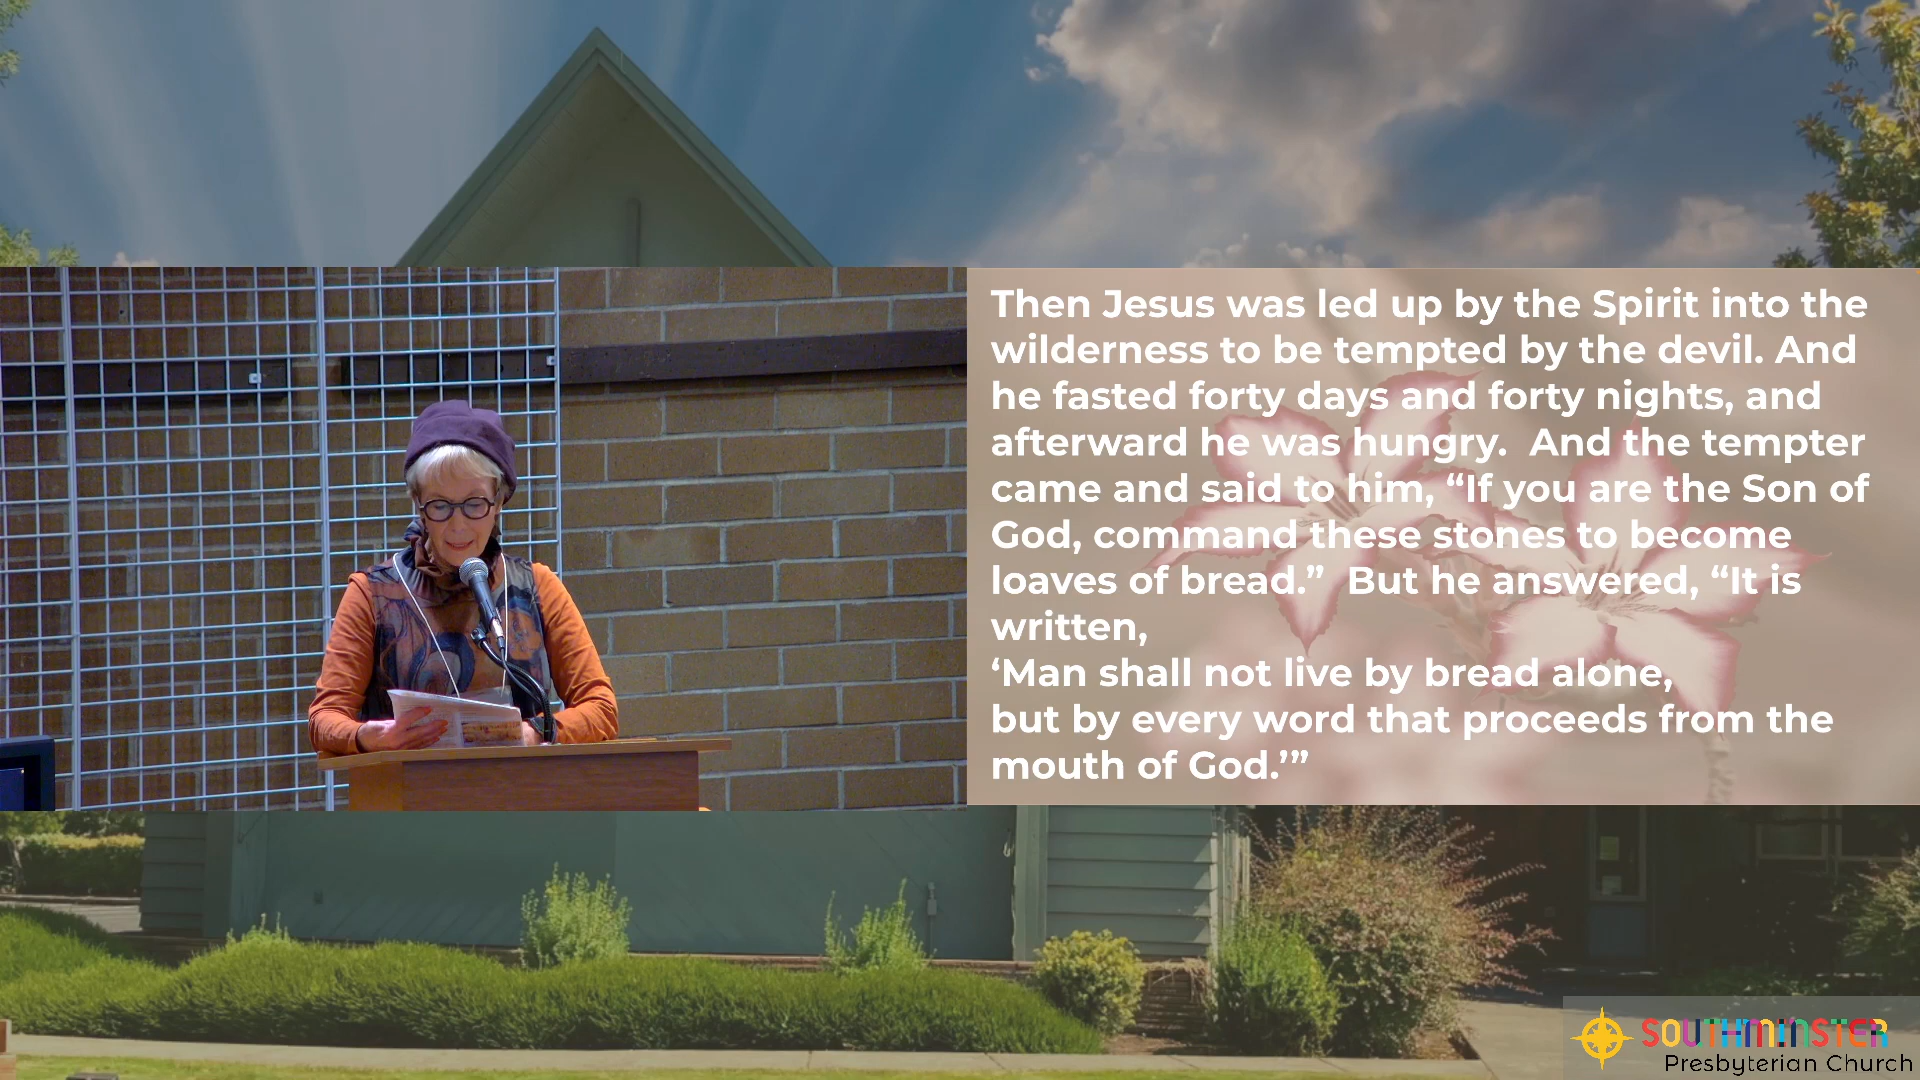 Then Jesus was led up by the Spirit into the
wilderness to be tempted by the devil. And
he fasted forty days and forty nights, and
afterward he was hungry.  And the tempter
came and said to him, “If you are the Son of
God, command these stones to become
loaves of bread.”  But he answered, “It is
written,
‘Man shall not live by bread alone,
but by every word that proceeds from the
mouth of God.’”
SOUTHMINSTER
Presbyterian Church